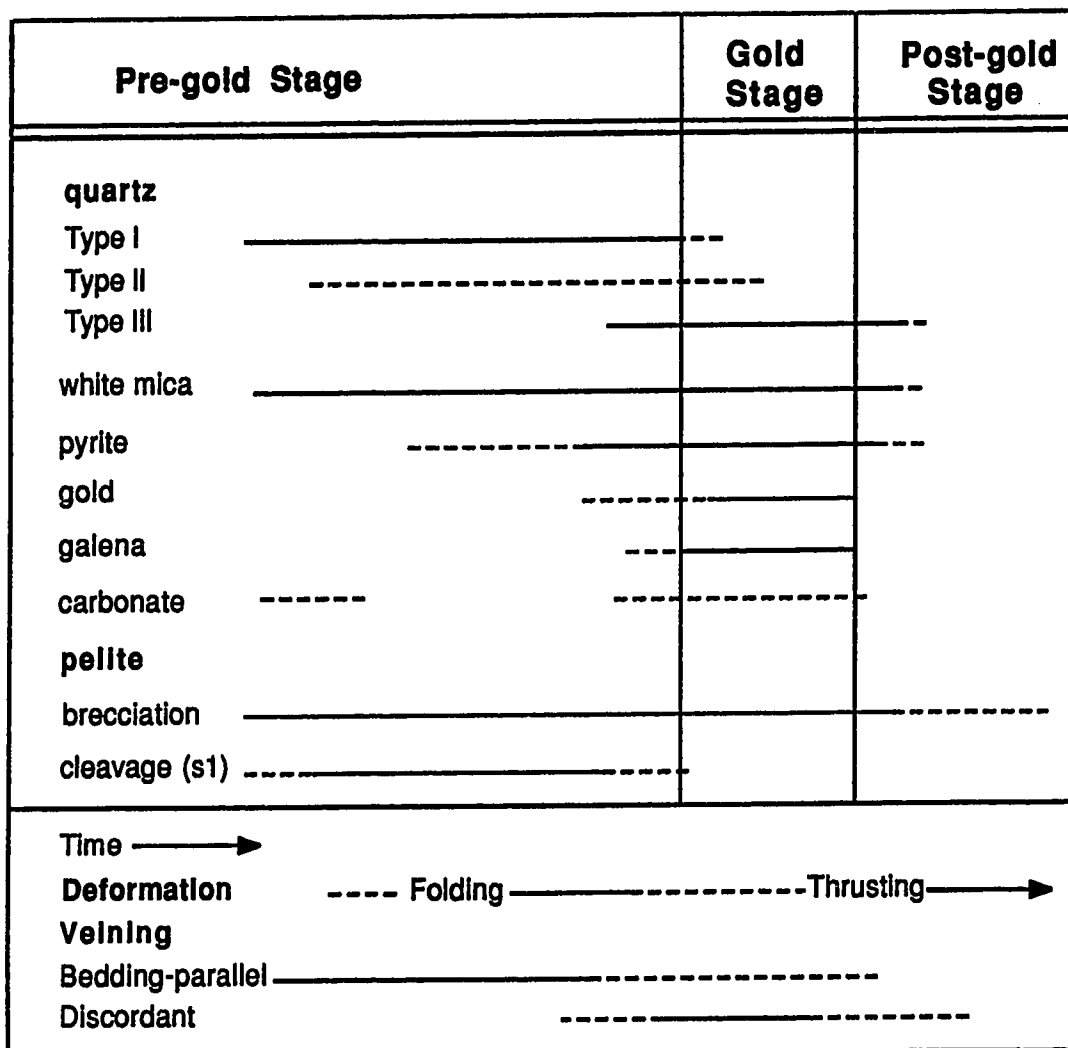 Pre-gold Stage
Gold Stage
Post-gold Stage
quartz
Type I
Type II
Type III
white mica
pyrite
gold
galena
carbonate
pelite
brecciation
cleavage (s1)
Time
Deformation Folding Thrusting
Veining
Bedding-parallel
Discordant